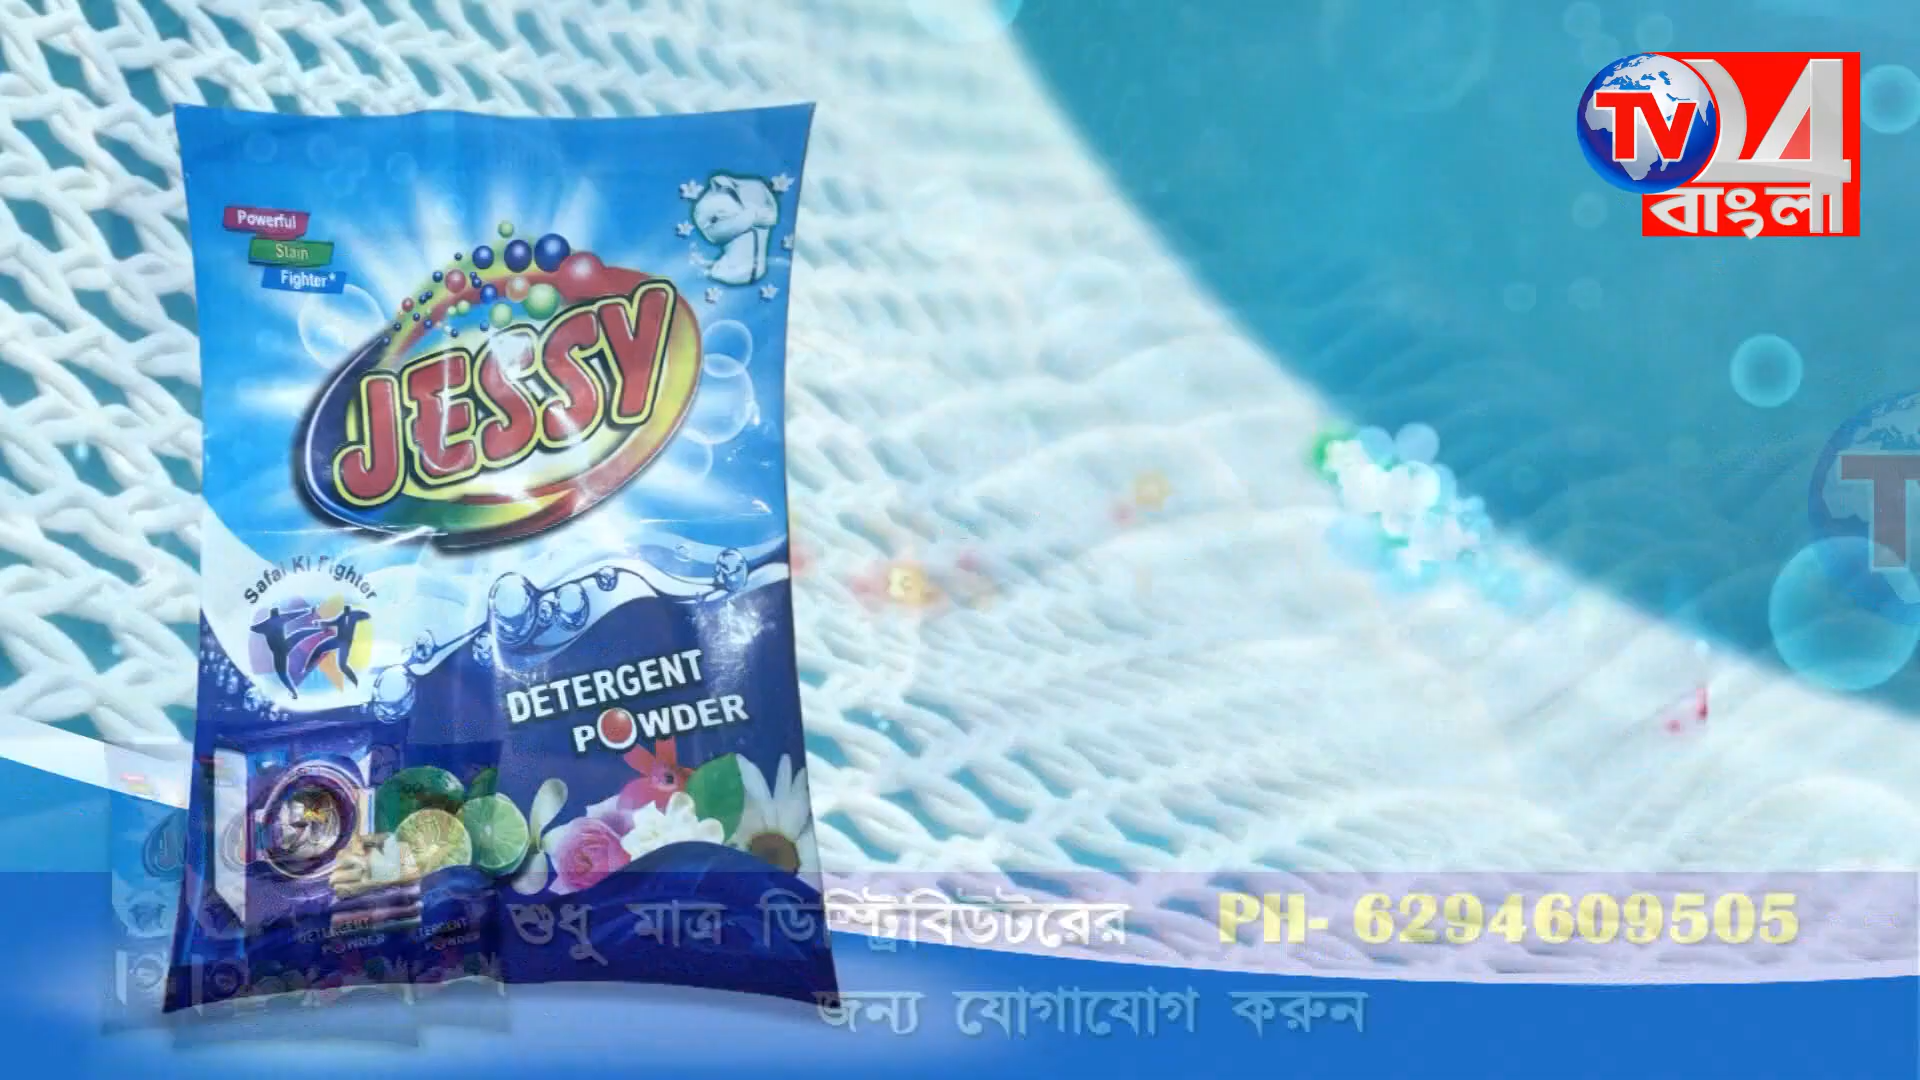 TV 24
বাংলা
Powerful
Stain
Fighter*
JESSY
Safai Ki Fighter
DETERGENT
POWDER
শুধু মাত্র ডিস্ট্রিবিউটরের
PH- 6294609505
জন্য যোগাযোগ করুন